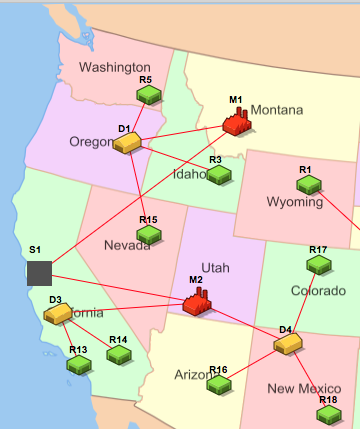 Washington
R5
M1
Montana
D1
Oregon
R3
Idaho
R1
Wyoming
R15
Nevada
S1
R17
Utah
M2
Colorado
D3
fornia
D4
R14
R13
Arizon
R16
New Mexico
R18